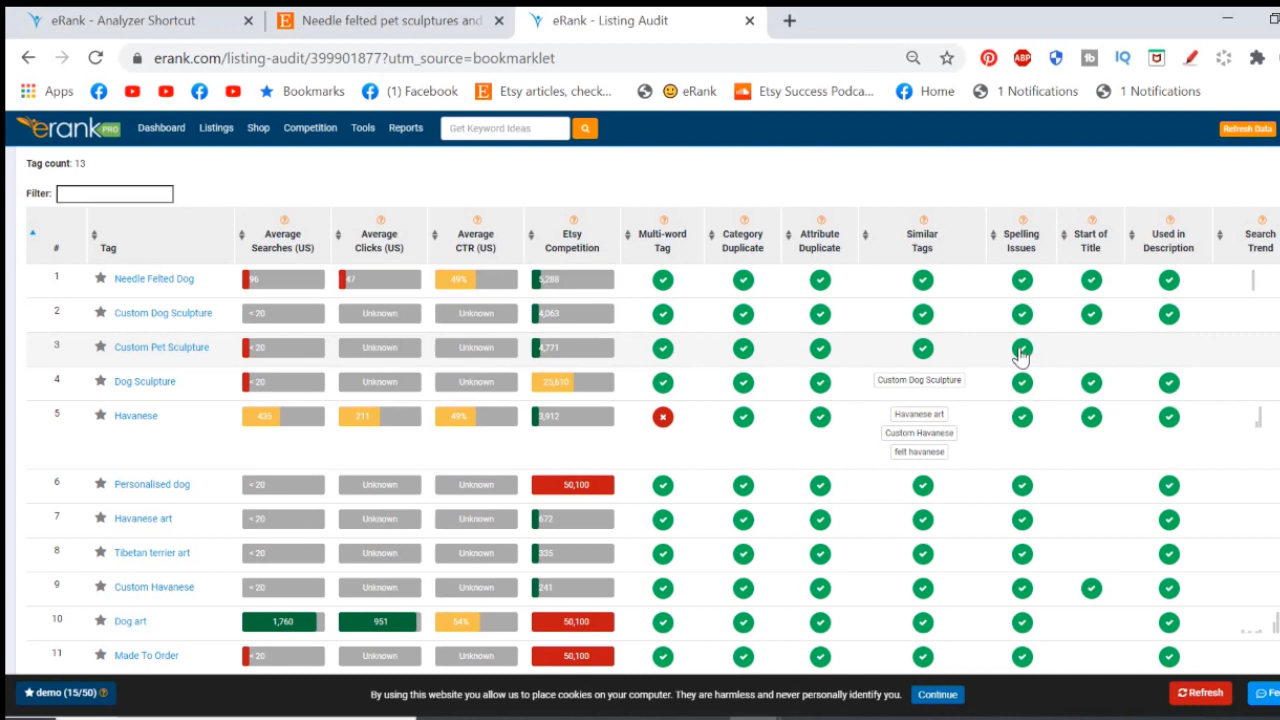 eRank - Analyzer Shortcut
Needle felted pet sculptures and
eRank - Listing Audit
erank.com/listing-audit/399901877?utm_source=bookmarklet
ABP
tb
IQ
Apps
Bookmarks
(1) Facebook
Etsy articles, check...
eRank
Etsy Success Podca...
Home
1 Notifications
1 Notifications
erank PRO
Dashboard Listings Shop Competition Tools Reports
Get Keyword Ideas
Refresh Data
Tag count: 13
Filter:
# Tag Average Searches (US) Average Clicks (US) Average CTR (US) Etsy Competition Multi-word Tag Category Duplicate Attribute Duplicate Similar Tags Spelling Issues Start of Title Used in Description Search Trend
1 Needle Felted Dog 96 47 49% 5,288
2 Custom Dog Sculpture < 20 Unknown Unknown 4,063
3 Custom Pet Sculpture < 20 Unknown Unknown 4,771
4 Dog Sculpture < 20 Unknown Unknown 25,610 Custom Dog Sculpture
5 Havanese 435 211 49% 3,912 Havanese art
Custom Havanese
felt havanese
6 Personalised dog < 20 Unknown Unknown 50,100
7 Havanese art < 20 Unknown Unknown 672
8 Tibetan terrier art < 20 Unknown Unknown 335
9 Custom Havanese < 20 Unknown Unknown 241
10 Dog art 1,760 951 54% 50,100
11 Made To Order < 20 Unknown Unknown 50,100
demo (15/50)
By using this website you allow us to place cookies on your computer. They are harmless and never personally identify you.
Continue
Refresh